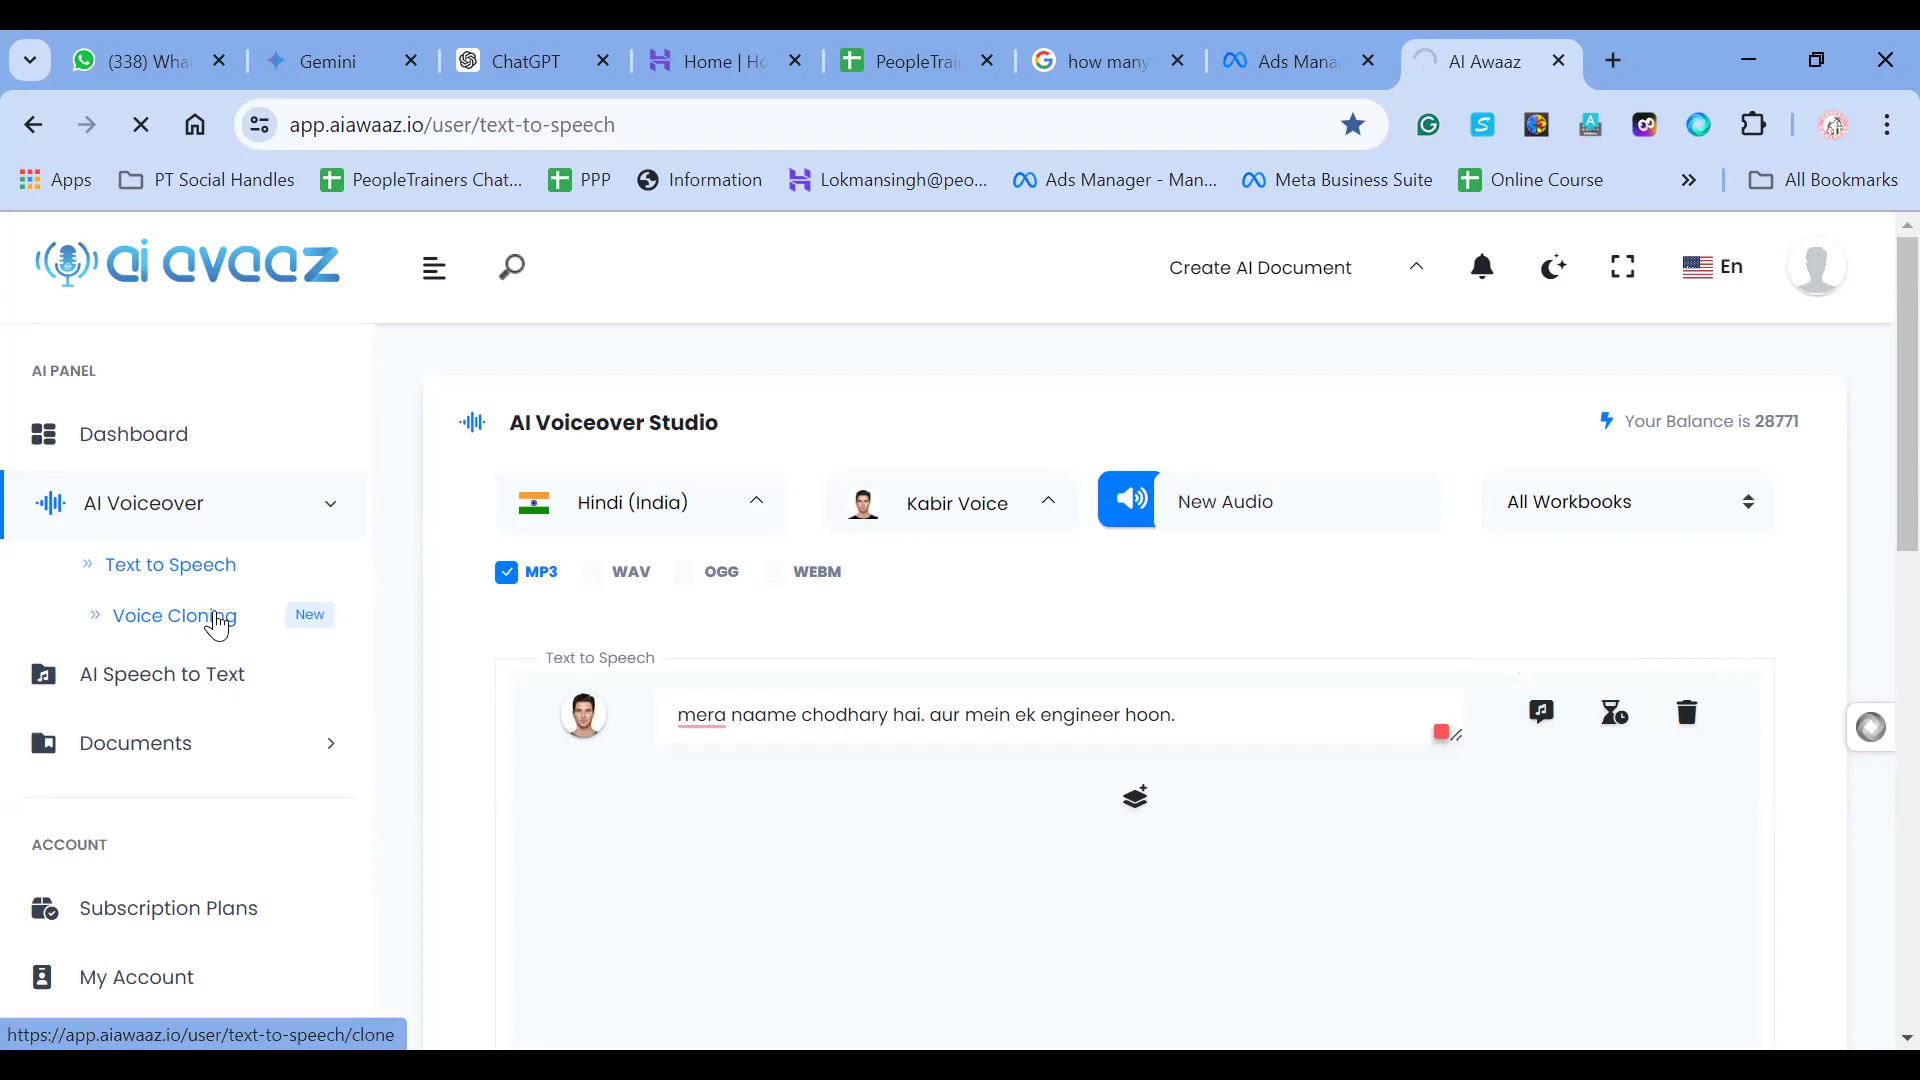 (338) Wha
Gemini
ChatGPT
Home | Ho
PeopleTrai
how many
Ads Mana
AI Awaaz
app.aiawaaz.io/user/text-to-speech
Apps
PT Social Handles
PeopleTrainers Chat...
PPP
Information
Lokmansingh@peo...
Ads Manager - Man...
Meta Business Suite
Online Course
All Bookmarks
ai avaaz
Create AI Document
En
AI PANEL
Dashboard
AI Voiceover
Text to Speech
Voice Cloning
New
AI Speech to Text
Documents
ACCOUNT
Subscription Plans
My Account
https://app.aiawaaz.io/user/text-to-speech/clone
AI Voiceover Studio
Your Balance is 28771
Hindi (India)
Kabir Voice
New Audio
All Workbooks
MP3
WAV
OGG
WEBM
Text to Speech
mera naame chodhary hai. aur mein ek engineer hoon.